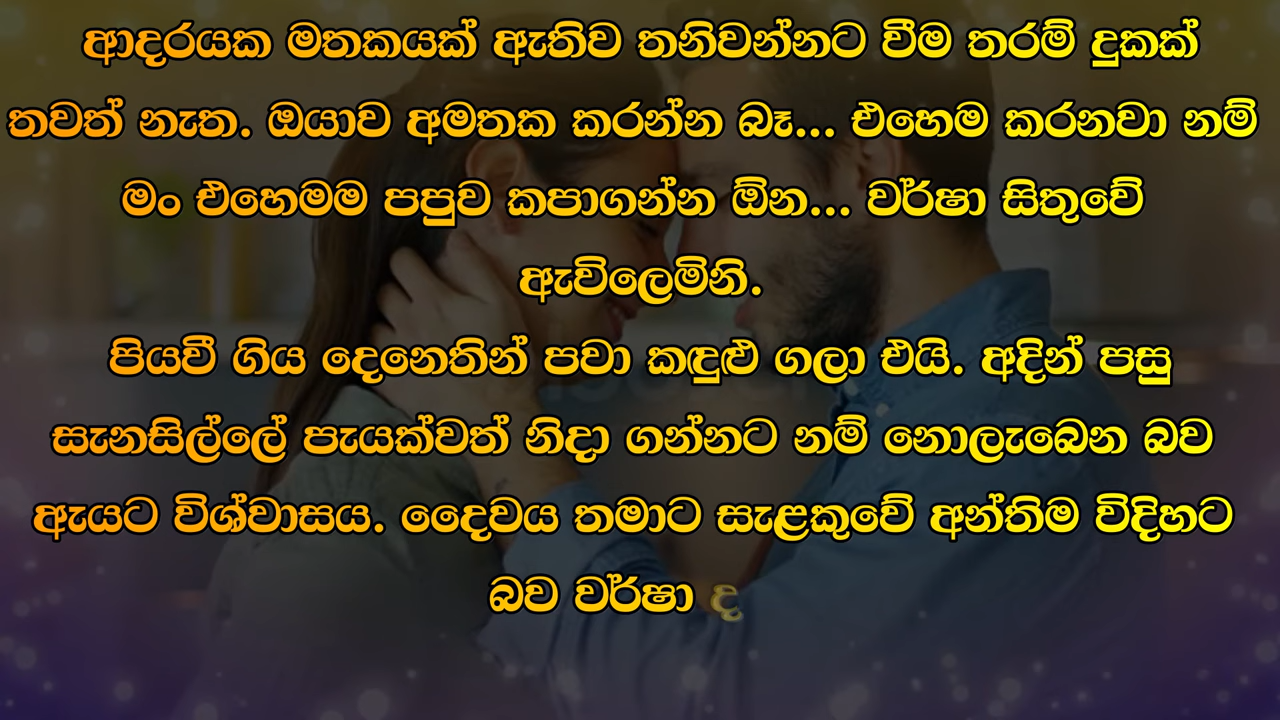 ආදරයක මතකයක් ඇතිව තනිවන්නට වීම තරම් දුකක්
තවත් නැත. ඔයාව අමතක කරන්න බෑ... එහෙම කරනවා නම්
මං එහෙමම පපුව කපාගන්න ඕන... වර්ෂා සිතුවේ
ඇවිලෙමිනි.
පියවී ගිය දෙනෙතින් පවා කඳුළු ගලා එයි. අදින් පසු
සැනසිල්ලේ පැයක්වත් නිදා ගන්නට නම් නොලැබෙන බව
ඇයට විශ්වාසය. දෛවය තමාට සැළකුවේ අන්තිම විදිහට
බව වර්ෂා ද